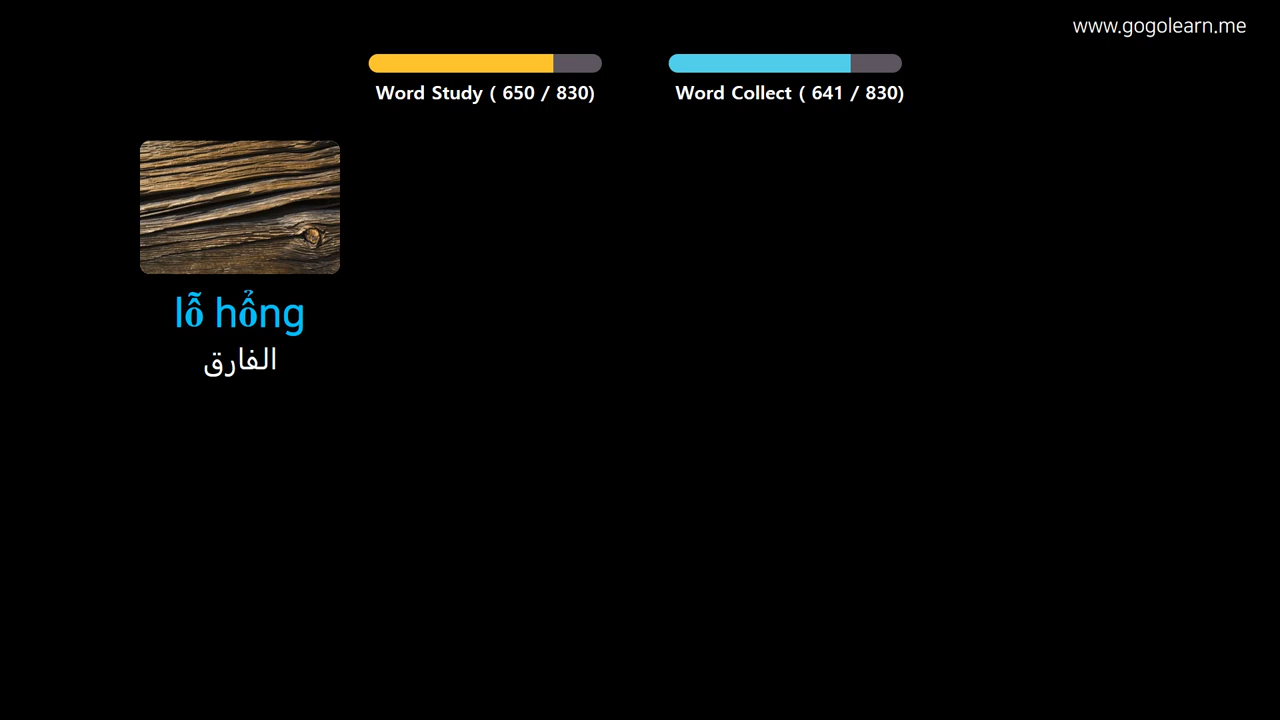 www.gogolearn.me
Word Study ( 650 / 830)
Word Collect ( 641 / 830)
lỗ hổng
الفارق